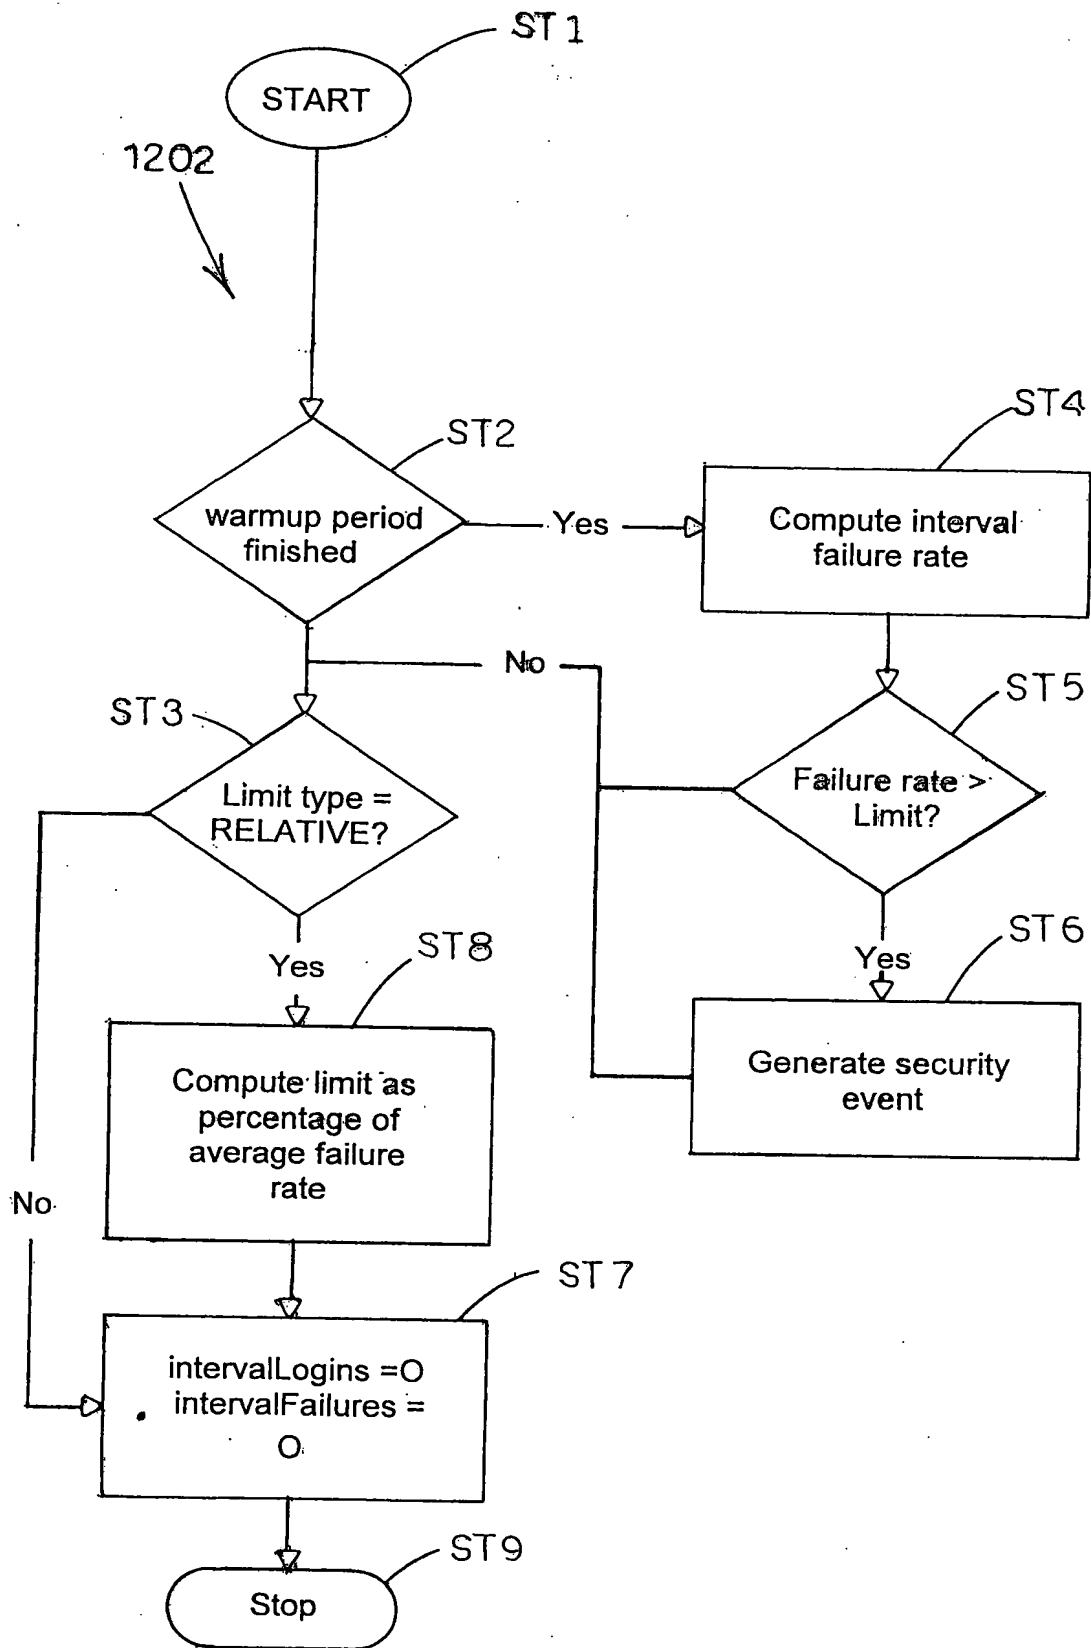 ST1
START
1202
ST2
warmup period
finished
Yes
ST4
Compute interval
failure rate
No
ST3
Limit type =
RELATIVE?
ST5
Failure rate >
Limit?
Yes
ST8
Yes
ST6
Compute limit as
percentage of
average failure
rate
Generate security
event
No
ST7
intervalLogins =O
intervalFailures =
O
ST9
Stop